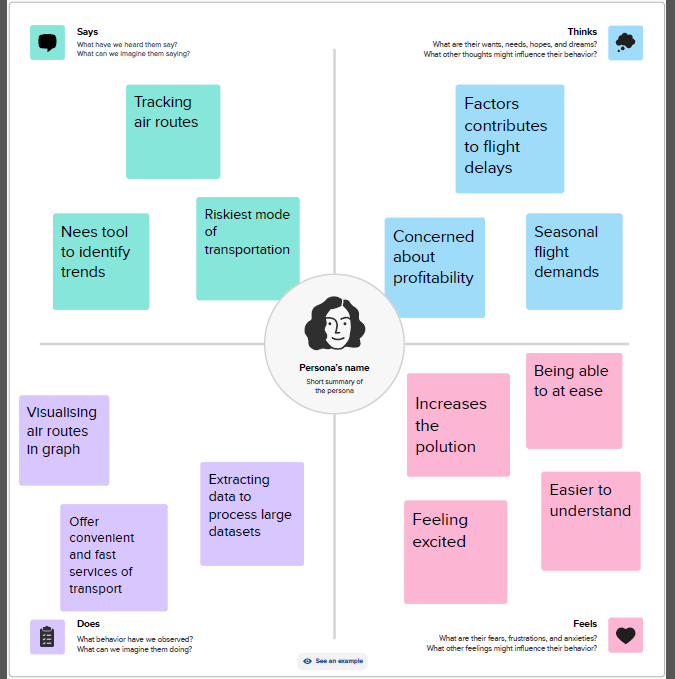 Says
What have we heard them say?
What can we imagine them saying?
Thinks
What are their wants, needs, hopes, and dreams?
What other thoughts might influence their behavior?
Tracking
air routes
Nees tool
to identify
trends
Riskiest mode
of
transportation
Factors
contributes
to flight
delays
Concerned
about
profitability
Seasonal
flight
demands
Persona's name
Short summary of
the persona
Visualising
air routes
in graph
Offer
convenient
and fast
services of
transport
Extracting
data to
process large
datasets
Increases
the
polution
Being able
to at ease
Feeling
excited
Easier to
understand
Does
What behavior have we observed?
What can we imagine them doing?
Feels
What are their fears, frustrations, and anxieties?
What other feelings might influence their behavior?
See an example